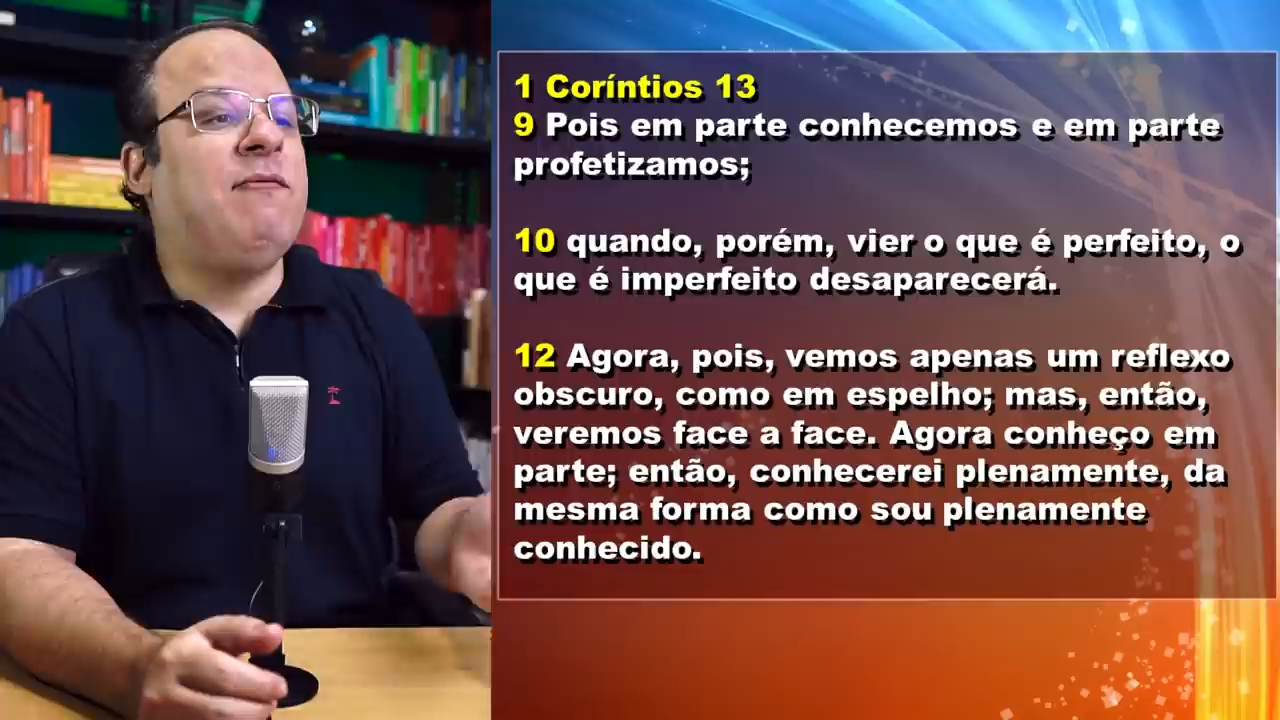 1 Coríntios 13
9 Pois em parte conhecemos e em parte
profetizamos;
10 quando, porém, vier o que é perfeito, o
que é imperfeito desaparecerá.
12 Agora, pois, vemos apenas um reflexo
obscuro, como em espelho; mas, então,
veremos face a face. Agora conheço em
parte; então, conhecerei plenamente, da
mesma forma como sou plenamente
conhecido.